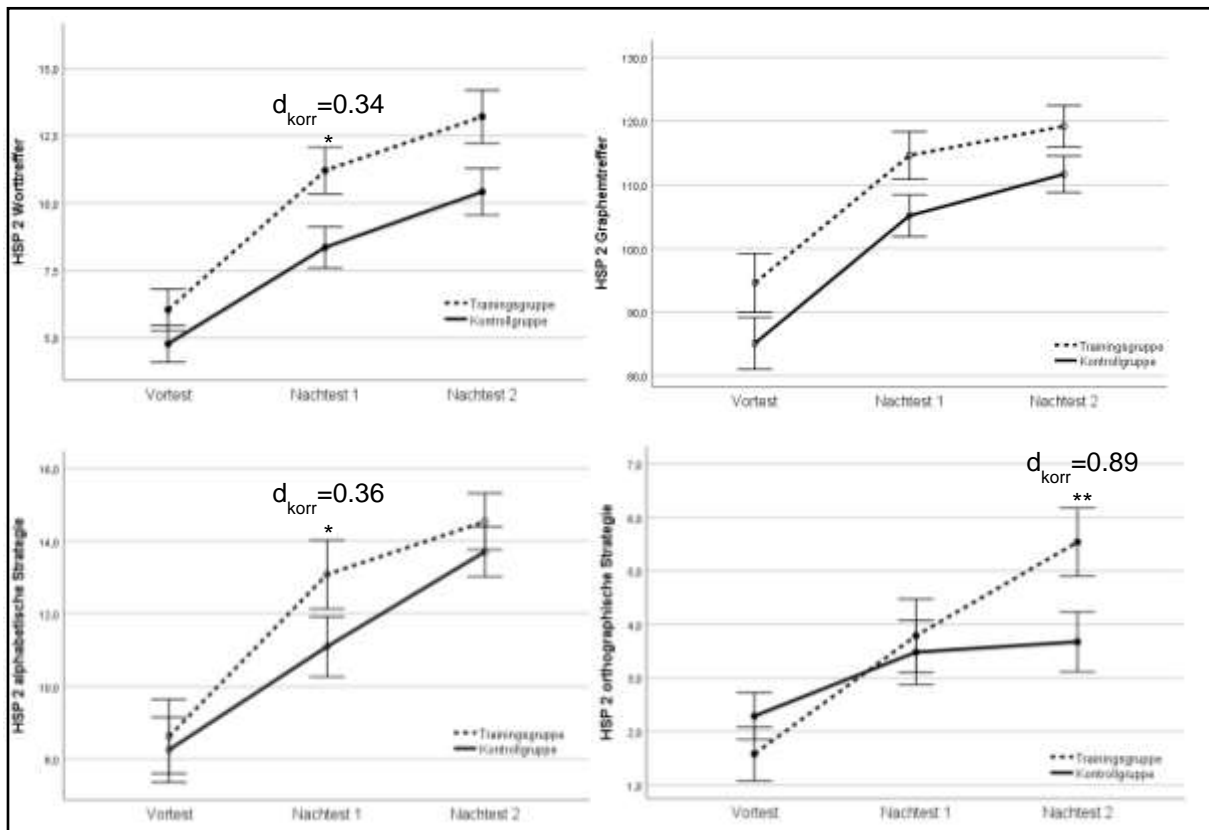 HSP 2 Worttreffer
15,0
12,5
10,0
7,5
5,0
d_korr=0.34
*
Trainingsgruppe
Kontrollgruppe
Vortest
Nachtest 1
Nachtest 2
HSP 2 Graphemtreffer
130,0
120,0
110,0
100,0
90,0
80,0
Trainingsgruppe
Kontrollgruppe
Vortest
Nachtest 1
Nachtest 2
HSP 2 alphabetische Strategie
16,0
14,0
12,0
10,0
8,0
d_korr=0.36
*
Trainingsgruppe
Kontrollgruppe
Vortest
Nachtest 1
Nachtest 2
HSP 2 orthographische Strategie
7,0
6,0
5,0
4,0
3,0
2,0
1,0
d_korr=0.89
**
Trainingsgruppe
Kontrollgruppe
Vortest
Nachtest 1
Nachtest 2